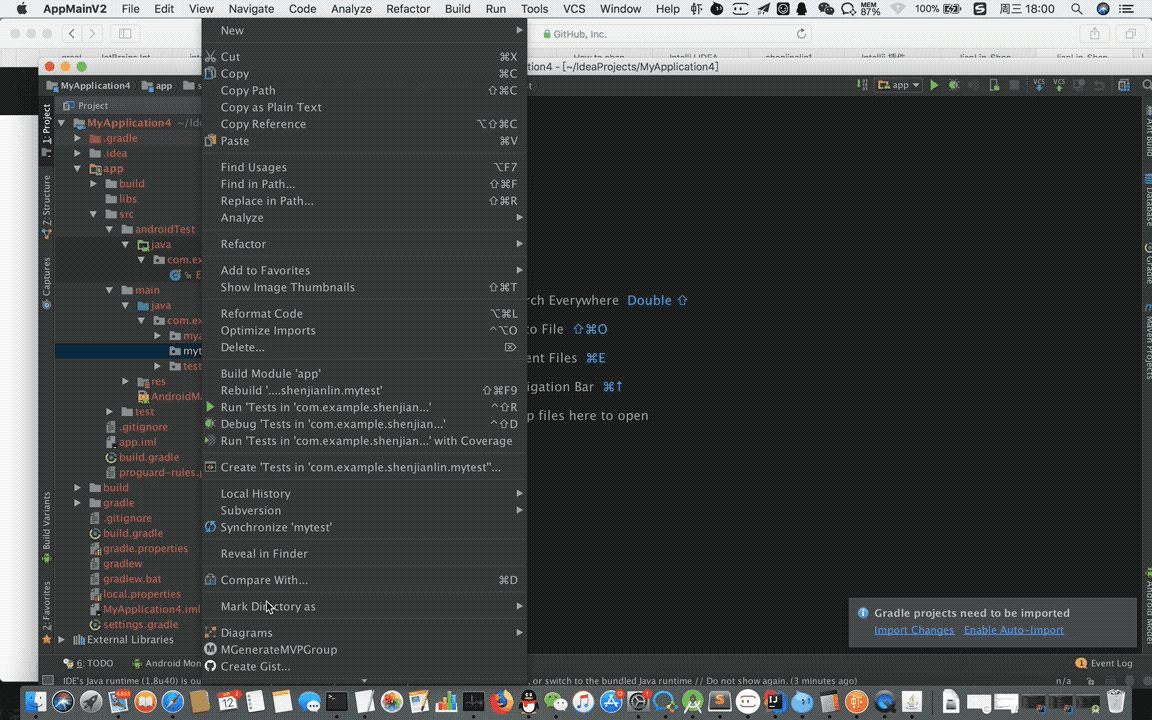 AppMainV2 File Edit View Navigate Code Analyze Refactor Build Run Tools VCS Window Help MEM 87% 100% 周三 18:00
GitHub, Inc.
[~/IdeaProjects/MyApplication4]
MyApplication4 app
app VCS VCS
Project
1: Project
Z: Structure
Captures
Build Variants
2: Favorites
MyApplication4
.gradle
.idea
app
build
libs
src
androidTest
java
com.ex
E
main
java
com.ex
mya
myt
test
res
AndroidMa
test
.gitignore
app.iml
build.gradle
proguard-rules.p
build
gradle
.gitignore
build.gradle
gradle.properties
gradlew
gradlew.bat
local.properties
MyApplication4.iml
settings.gradle
External Libraries
New
Cut ⌘X
Copy ⌘C
Copy Path ⇧⌘C
Copy as Plain Text
Copy Reference ⌥⇧⌘C
Paste ⌘V
Find Usages ⌥F7
Find in Path... ⇧⌘F
Replace in Path... ⇧⌘R
Analyze
Refactor
Add to Favorites
Show Image Thumbnails ⇧⌘T
Reformat Code ⌥⌘L
Optimize Imports ^⌥O
Delete... ⌦
Build Module 'app'
Rebuild '....shenjianlin.mytest' ⇧⌘F9
Run 'Tests in 'com.example.shenjian...' ^⇧R
Debug 'Tests in 'com.example.shenjian...' ^⇧D
Run 'Tests in 'com.example.shenjian...' with Coverage
Create 'Tests in 'com.example.shenjianlin.mytest''...
Local History
Subversion
Synchronize 'mytest'
Reveal in Finder
Compare With... ⌘D
Mark Directory as
Diagrams
MGenerateMVPGroup
Create Gist...
rch Everywhere Double ⇧
to File ⇧⌘O
ent Files ⌘E
igation Bar ⌘↑
p files here to open
Ant Build
Database
Gradle
Maven Projects
Android Model
Gradle projects need to be imported
Import Changes Enable Auto-Import
6: TODO Android Mon
Event Log
IDE's Java runtime (1.8u40) is ou
, or switch to the bundled Java runtime // Do not show again. (3 minutes ago) n/a